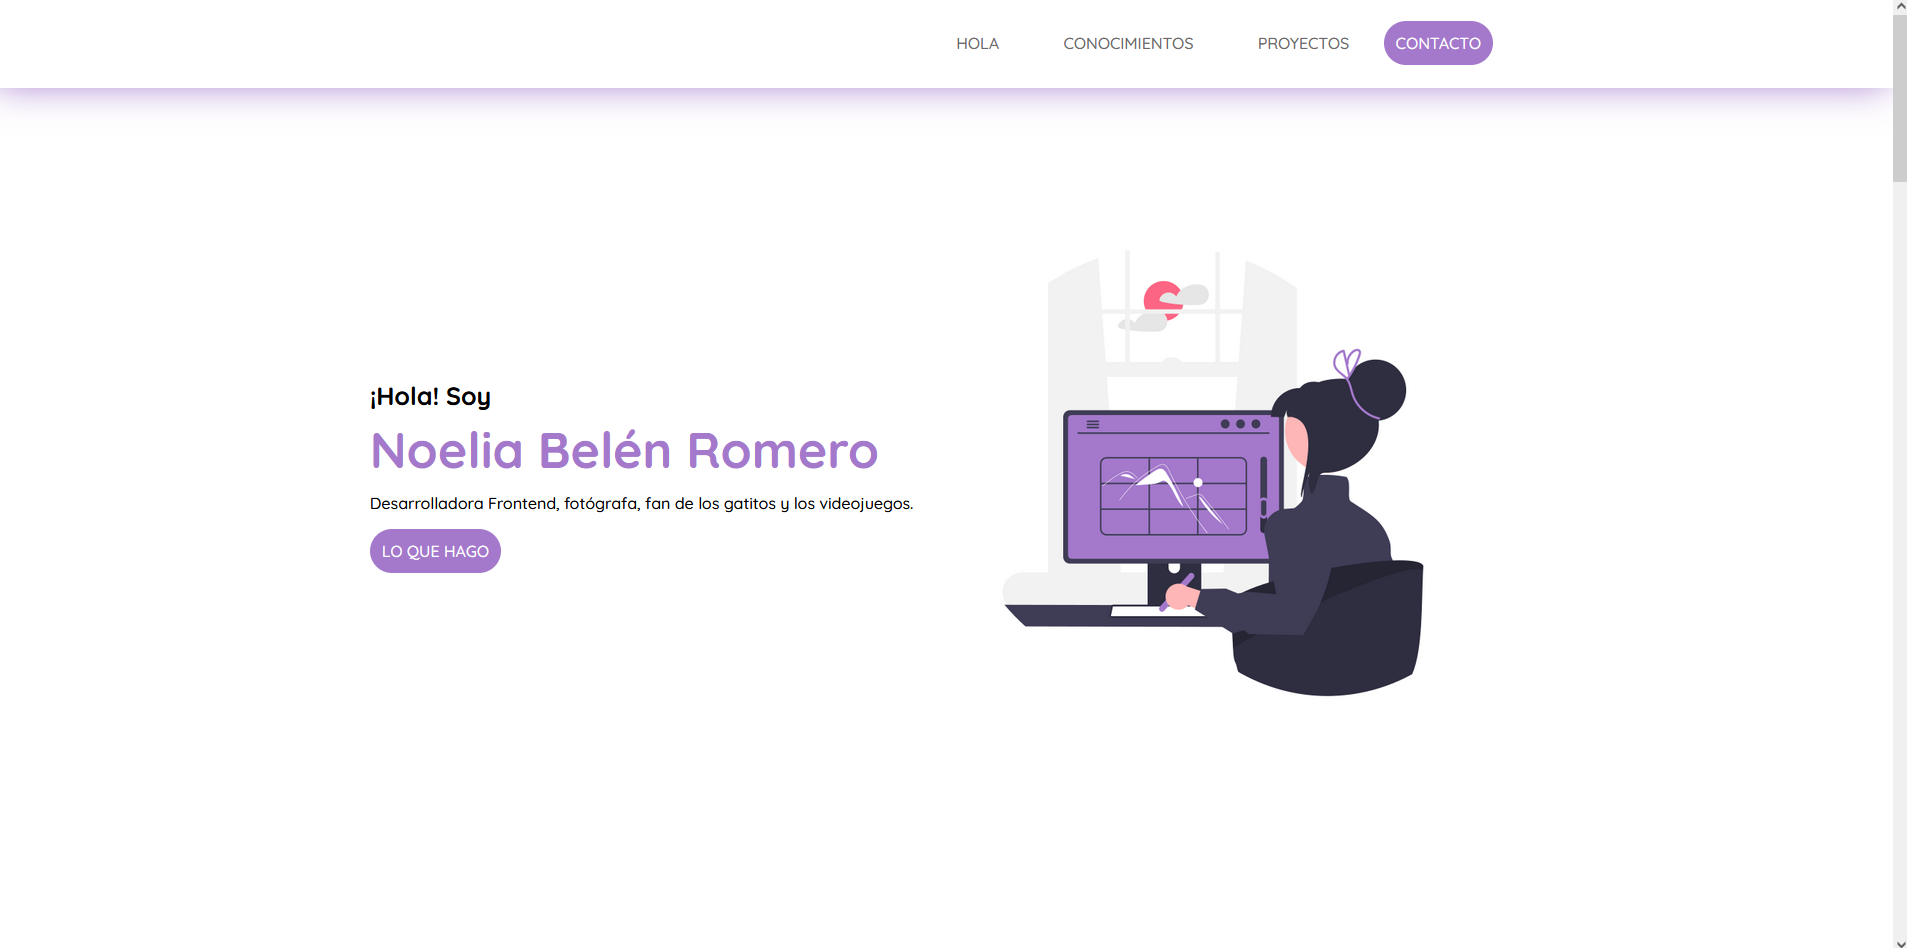 HOLA CONOCIMIENTOS PROYECTOS CONTACTO
¡Hola! Soy
Noelia Belén Romero
Desarrolladora Frontend, fotógrafa, fan de los gatitos y los videojuegos.
LO QUE HAGO